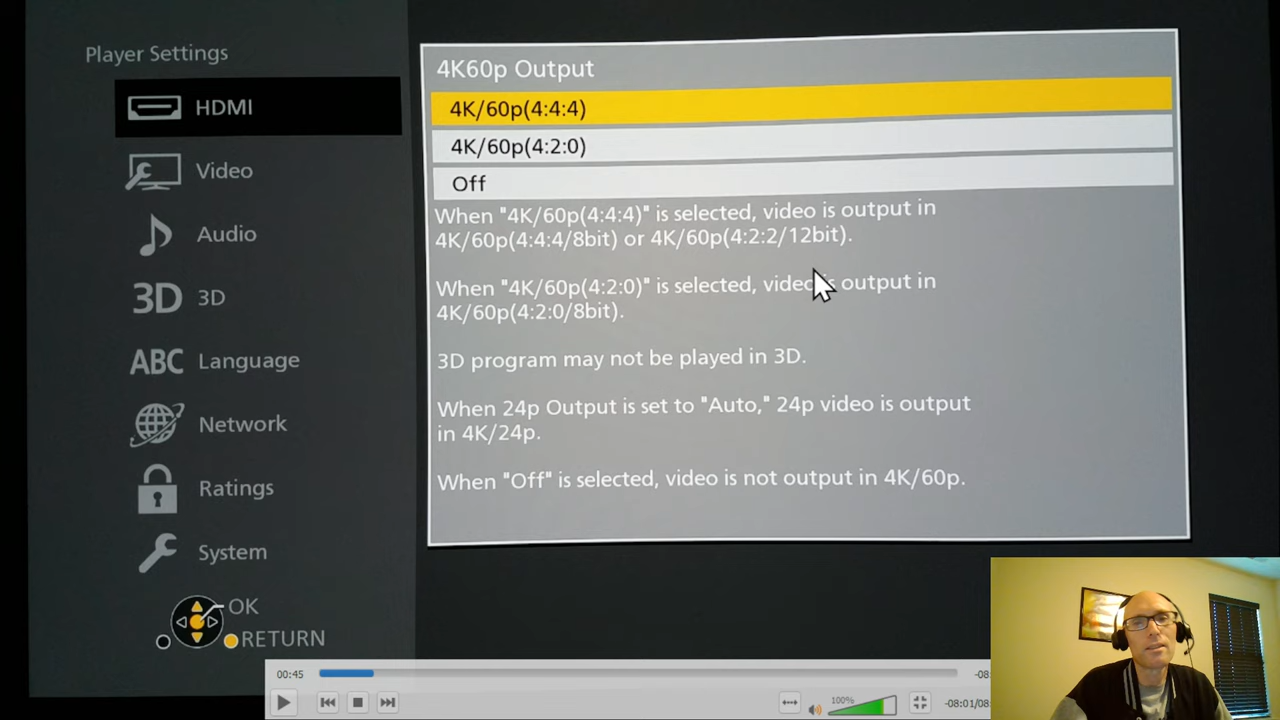 Player Settings
HDMI
Video
Audio
3D 3D
ABC Language
Network
Ratings
System
OK
RETURN
4K60p Output
4K/60p(4:4:4)
4K/60p(4:2:0)
Off
When "4K/60p(4:4:4)" is selected, video is output in
4K/60p(4:4:4/8bit) or 4K/60p(4:2:2/12bit).
When "4K/60p(4:2:0)" is selected, video output in
4K/60p(4:2:0/8bit).
3D program may not be played in 3D.
When 24p Output is set to "Auto," 24p video is output
in 4K/24p.
When "Off" is selected, video is not output in 4K/60p.
00:45
100%
-08:01/08: